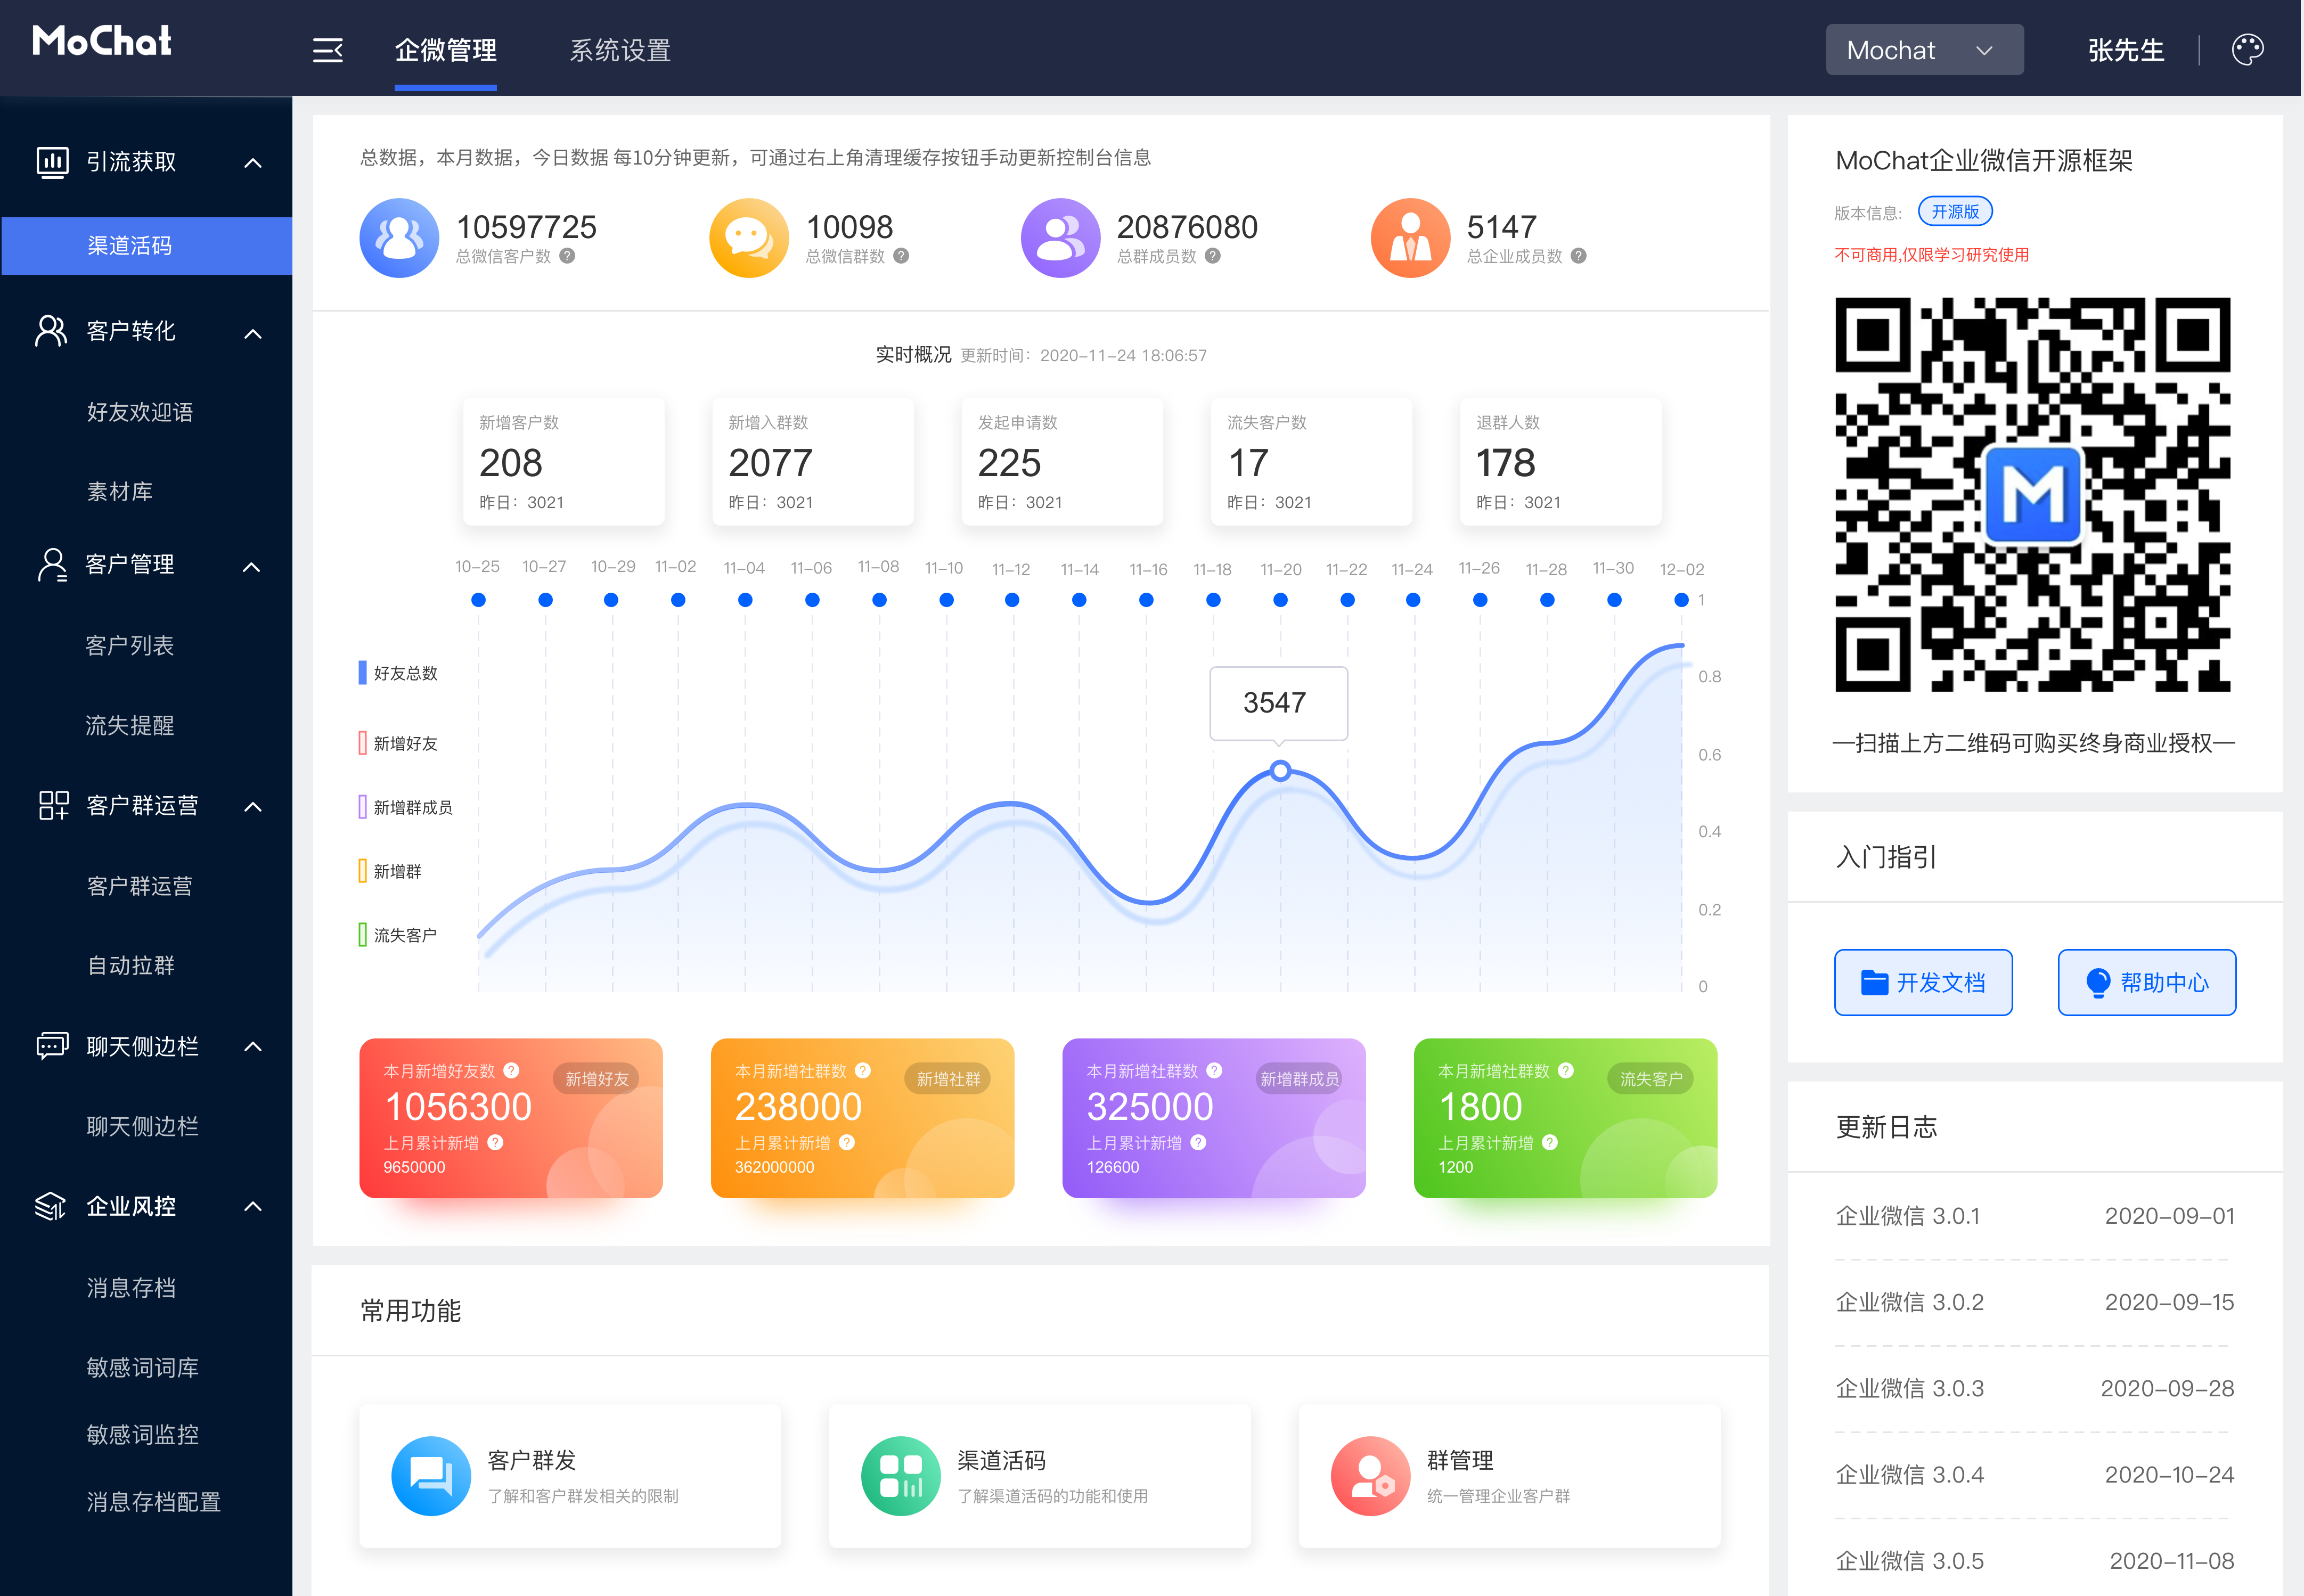 MoChat
企微管理
系统设置
Mochat
张先生
引流获取
渠道活码
客户转化
好友欢迎语
素材库
客户管理
客户列表
流失提醒
客户群运营
客户群运营
自动拉群
聊天侧边栏
聊天侧边栏
企业风控
消息存档
敏感词词库
敏感词监控
消息存档配置
总数据，本月数据，今日数据 每10分钟更新，可通过右上角清理缓存按钮手动更新控制台信息
10597725
总微信客户数 ?
10098
总微信群数 ?
20876080
总群成员数 ?
5147
总企业成员数 ?
实时概况 更新时间：2020-11-24 18:06:57
新增客户数
208
昨日：3021
新增入群数
2077
昨日：3021
发起申请数
225
昨日：3021
流失客户数
17
昨日：3021
退群人数
178
昨日：3021
10-25 10-27 10-29 11-02 11-04 11-06 11-08 11-10 11-12 11-14 11-16 11-18 11-20 11-22 11-24 11-26 11-28 11-30 12-02
1
0.8
0.6
0.4
0.2
0
好友总数
新增好友
新增群成员
新增群
流失客户
3547
本月新增好友数 ?
新增好友
1056300
上月累计新增 ?
9650000
本月新增社群数 ?
新增社群
238000
上月累计新增 ?
362000000
本月新增社群数 ?
新增群成员
325000
上月累计新增 ?
126600
本月新增社群数 ?
流失客户
1800
上月累计新增 ?
1200
常用功能
客户群发
了解和客户群发相关的限制
渠道活码
了解渠道活码的功能和使用
群管理
统一管理企业客户群
MoChat企业微信开源框架
版本信息: 开源版
不可商用,仅限学习研究使用
M
—扫描上方二维码可购买终身商业授权—
入门指引
开发文档
帮助中心
更新日志
企业微信 3.0.1 2020-09-01
企业微信 3.0.2 2020-09-15
企业微信 3.0.3 2020-09-28
企业微信 3.0.4 2020-10-24
企业微信 3.0.5 2020-11-08